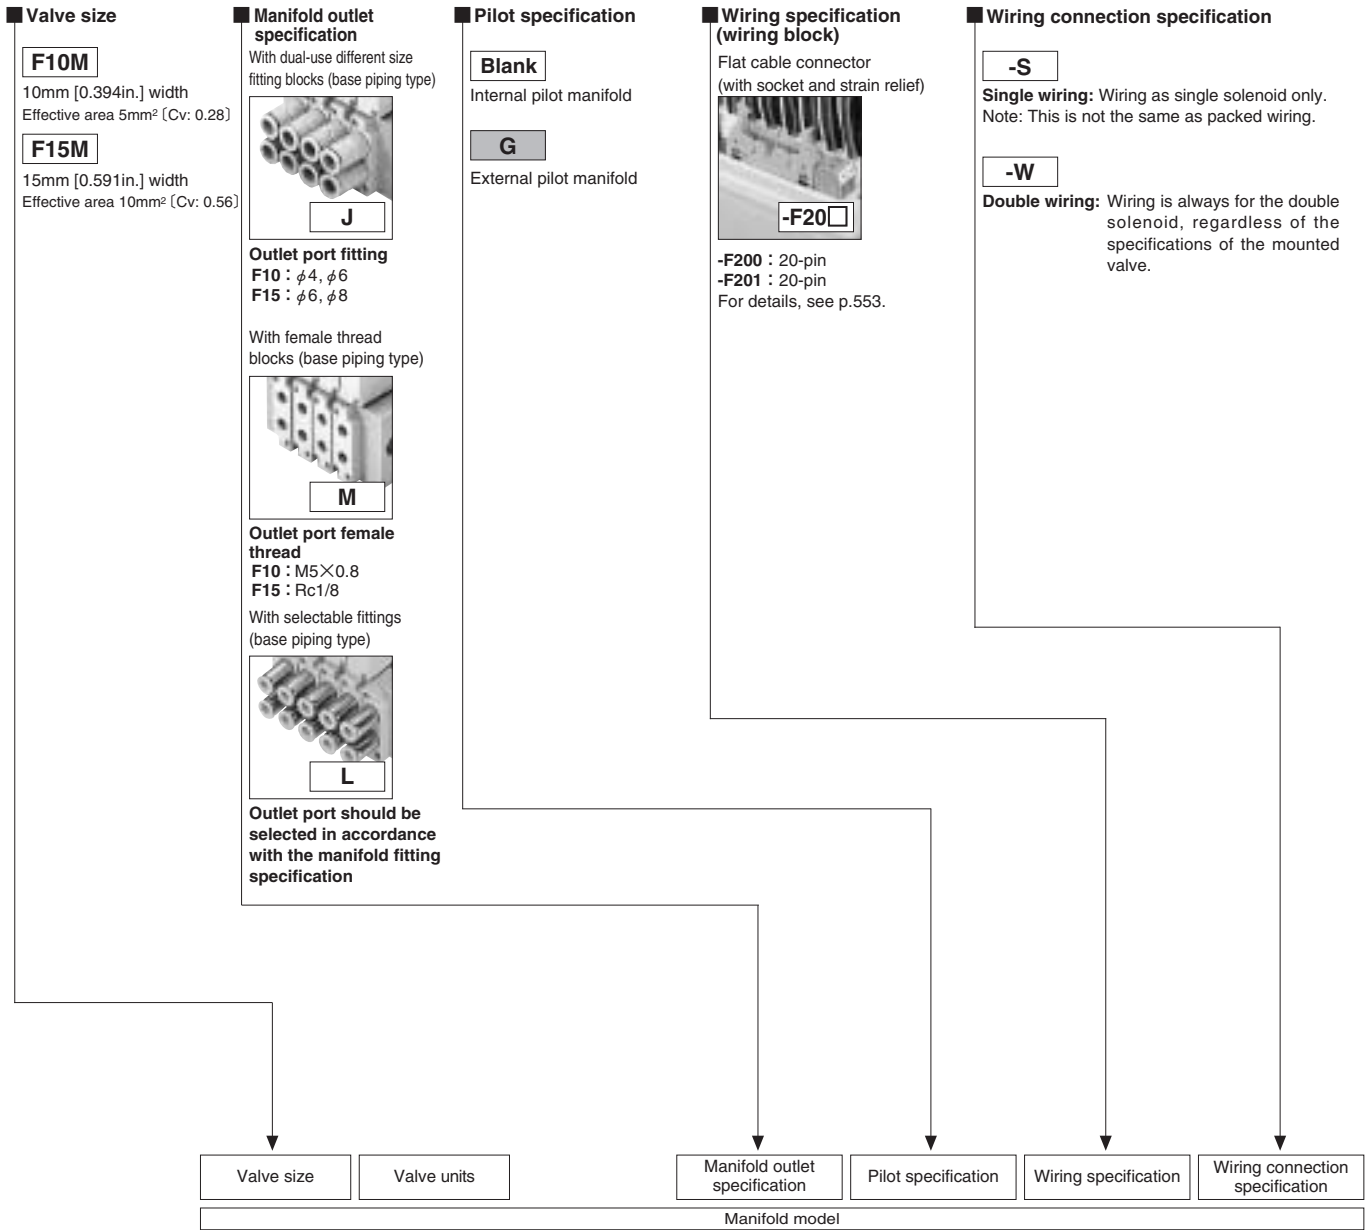 ■Valve size
F10M
10mm [0.394in.] width
Effective area 5mm²〔Cv: 0.28〕
F15M
15mm [0.591in.] width
Effective area 10mm² 〔Cv: 0.56〕
■Manifold outlet
specification
With dual-use different size
fitting blocks (base piping type)
J
Outlet port fitting
F10：φ4, φ6
F15：φ6, φ8
With female thread
blocks (base piping type)
M
Outlet port female
thread
F10：M5×0.8
F15：Rc1/8
With selectable fittings
(base piping type)
L
Outlet port should be
selected in accordance
with the manifold fitting
specification
■Pilot specification
Blank
Internal pilot manifold
G
External pilot manifold
■Wiring specification
(wiring block)
Flat cable connector
(with socket and strain relief)
-F20□
-F200：20-pin
-F201：20-pin
For details, see p.553.
■Wiring connection specification
-S
Single wiring: Wiring as single solenoid only.
Note: This is not the same as packed wiring.
-W
Double wiring: Wiring is always for the double
solenoid, regardless of the
specifications of the mounted
valve.
Valve size
Valve units
Manifold outlet
specification
Pilot specification
Wiring specification
Wiring connection
specification
Manifold model